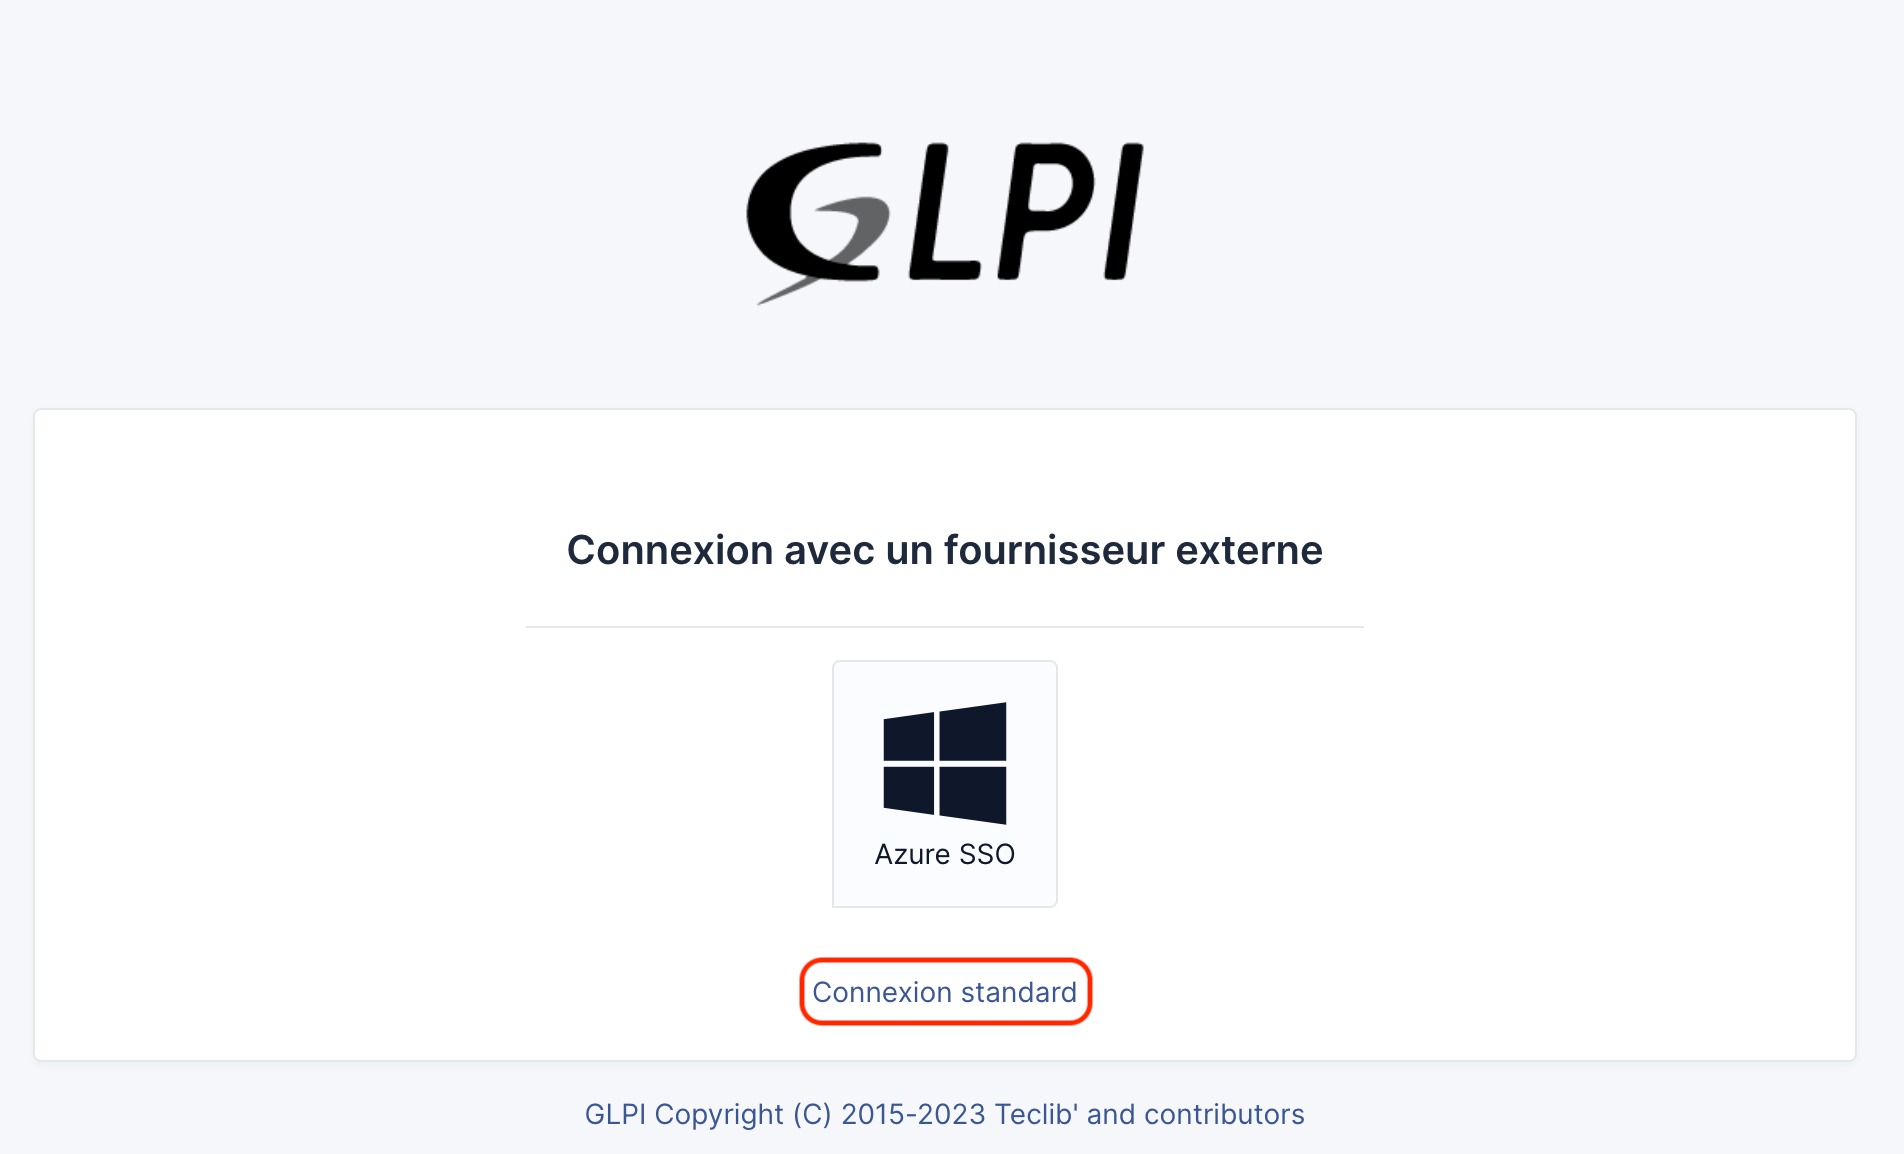 GLPI
Connexion avec un fournisseur externe
Azure SSO
Connexion standard
GLPI Copyright (C) 2015-2023 Teclib' and contributors